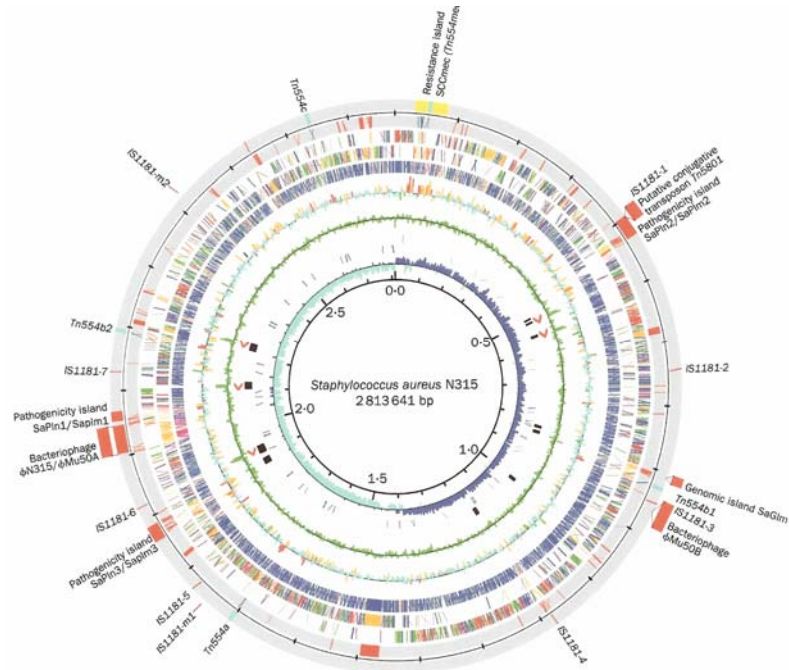 Resistance island
SCCmec (Tn554mec
IS1181-1
Putative conjugative
transposon Tn5801
Pathogenicity island
SaPIn2/SaPIm2
IS1181-2
Genomic island SaGIm
Tn554b1
IS1181-3
Bacteriophage
ϕMu50B
IS1181-4
Tn554a
IS1181-m1
IS1181-5
Pathogenicity island
SaPIn3/SaPIm3
IS1181-6
Bacteriophage
ϕN315/ϕMu50A
Pathogenicity island
SaPIn1/SapIm1
IS1181-7
Tn554b2
IS1181-m2
Tn554c
0·0
0·5
1·0
1·5
2·0
2·5
Staphylococcus aureus N315
2 813 641 bp